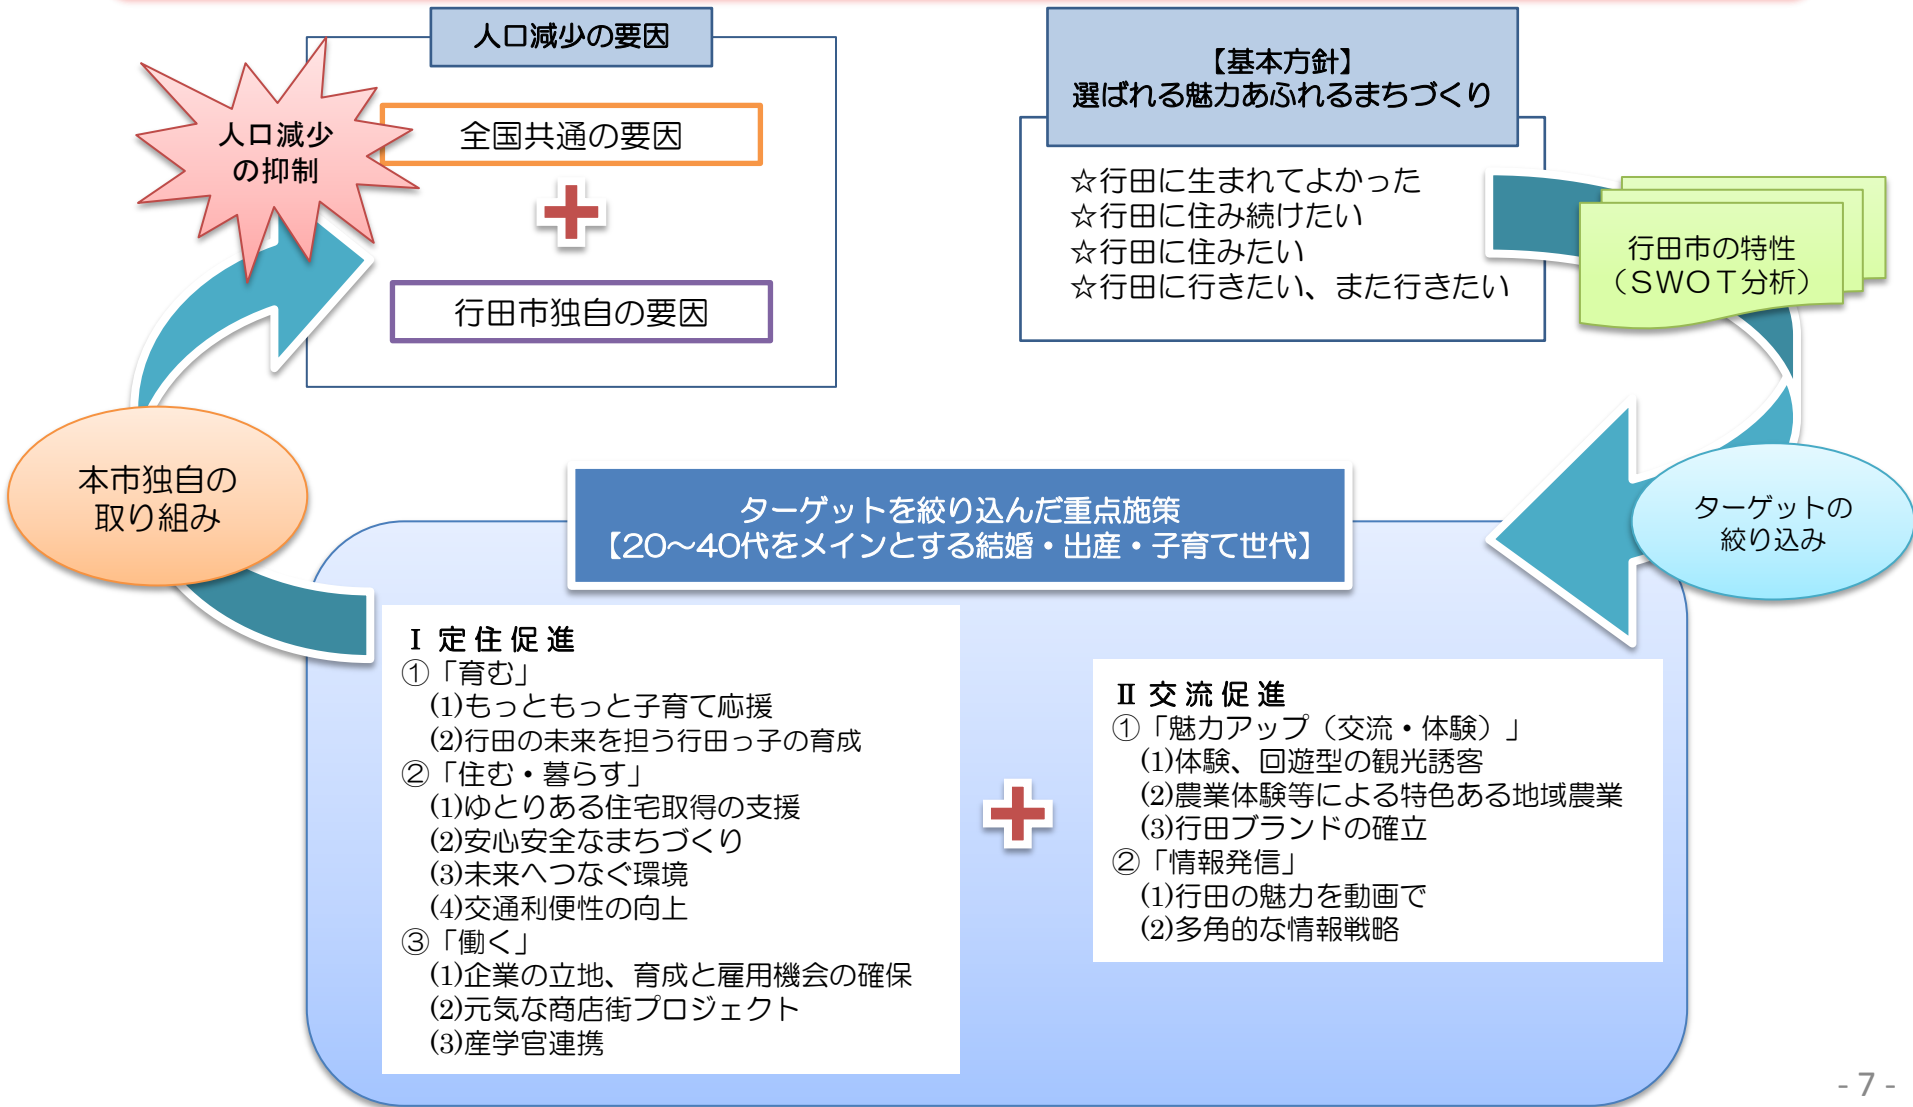 人口減少の要因
人口減少
の抑制
全国共通の要因
行田市独自の要因
【基本方針】
選ばれる魅力あふれるまちづくり
☆行田に生まれてよかった
☆行田に住み続けたい
☆行田に住みたい
☆行田に行きたい、また行きたい
行田市の特性
（ＳＷＯＴ分析）
本市独自の
取り組み
ターゲットを絞り込んだ重点施策
【20～40代をメインとする結婚・出産・子育て世代】
ターゲットの
絞り込み
Ⅰ 定住促進
①「育む」
(1)もっともっと子育て応援
(2)行田の未来を担う行田っ子の育成
②「住む・暮らす」
(1)ゆとりある住宅取得の支援
(2)安心安全なまちづくり
(3)未来へつなぐ環境
(4)交通利便性の向上
③「働く」
(1)企業の立地、育成と雇用機会の確保
(2)元気な商店街プロジェクト
(3)産学官連携
Ⅱ 交流促進
①「魅力アップ（交流・体験）」
(1)体験、回遊型の観光誘客
(2)農業体験等による特色ある地域農業
(3)行田ブランドの確立
②「情報発信」
(1)行田の魅力を動画で
(2)多角的な情報戦略
- 7 -